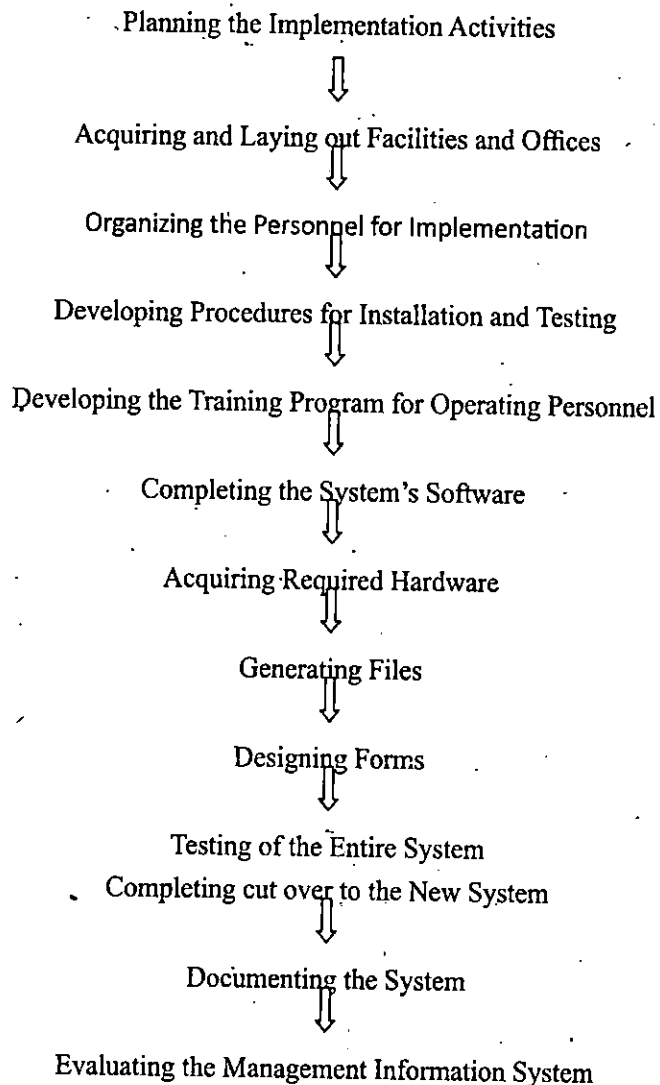 Planning the Implementation Activities
Acquiring and Laying out Facilities and Offices
Organizing the Personnel for Implementation
Developing Procedures for Installation and Testing
Developing the Training Program for Operating Personnel
Completing the System's Software
Acquiring Required Hardware
Generating Files
Designing Forms
Testing of the Entire System
Completing cut over to the New System
Documenting the System
Evaluating the Management Information System